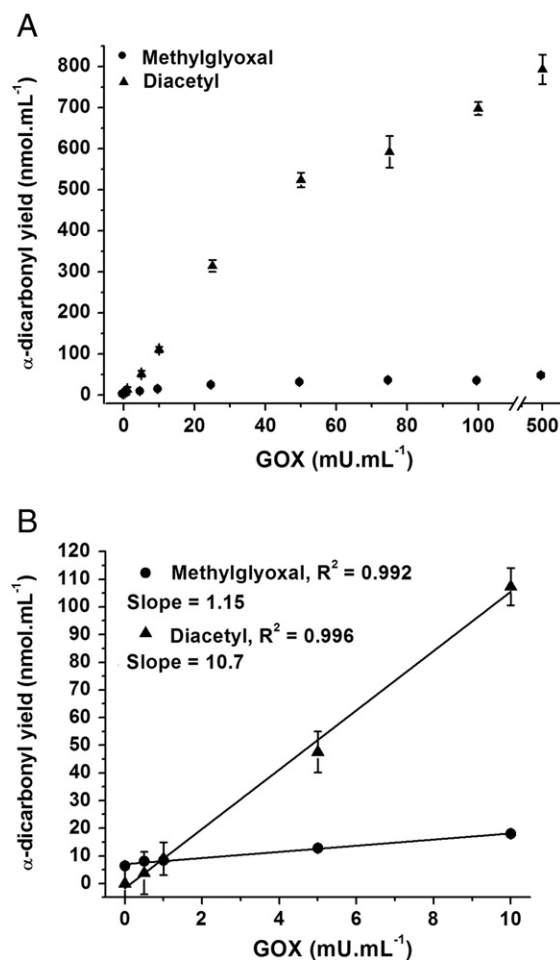 A
Methylglyoxal
Diacetyl
800
700
600
500
400
300
200
100
0
α-dicarbonyl yield (nmol.mL⁻¹)
0 20 40 60 80 100 500
GOX (mU.mL⁻¹)
B
120
110
100
90
80
70
60
50
40
30
20
10
0
α-dicarbonyl yield (nmol.mL⁻¹)
Methylglyoxal, R² = 0.992
Slope = 1.15
Diacetyl, R² = 0.996
Slope = 10.7
0 2 4 6 8 10
GOX (mU.mL⁻¹)